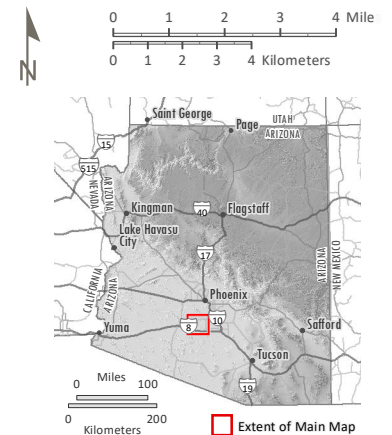 0 2 4 Mile
0 1 2 3 4 Kilometers
N
Saint George
Page
UTAH
ARIZONA
15
515
ARIZONA
NEVADA
Kingman
40
Flagstaff
Lake Havasu
City
17
ARIZONA
NEW MEXICO
CALIFORNIA
ARIZONA
Phoenix
8
10
Yuma
Safford
Tucson
19
Miles
0 100
0 200
Kilometers
Extent of Main Map